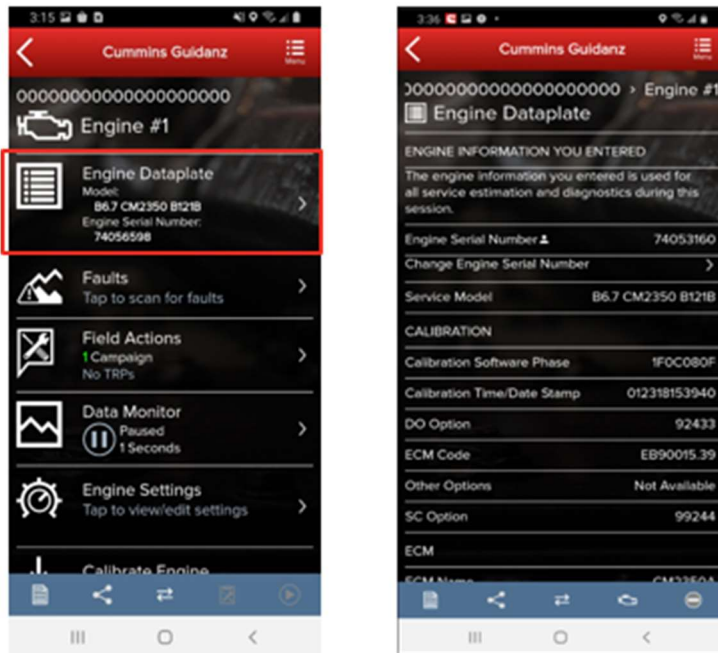 3:15
Cummins Guidanz
Menu
00000000000000000000
Engine #1
Engine Dataplate
Model:
B6.7 CM2350 B121B
Engine Serial Number:
74056598
Faults
Tap to scan for faults
Field Actions
1 Campaign
No TRPs
Data Monitor
Paused
1 Seconds
Engine Settings
Tap to view/edit settings
Calibrate Engine
3:36
Cummins Guidanz
Menu
00000000000000000000 > Engine #1
Engine Dataplate
ENGINE INFORMATION YOU ENTERED
The engine information you entered is used for
all service estimation and diagnostics during this
session.
Engine Serial Number 74053160
Change Engine Serial Number
Service Model B6.7 CM2350 B121B
CALIBRATION
Calibration Software Phase 1F0C080F
Calibration Time/Date Stamp 012318153940
DO Option 92433
ECM Code EB90015.39
Other Options Not Available
SC Option 99244
ECM
ECM Name CM2350A